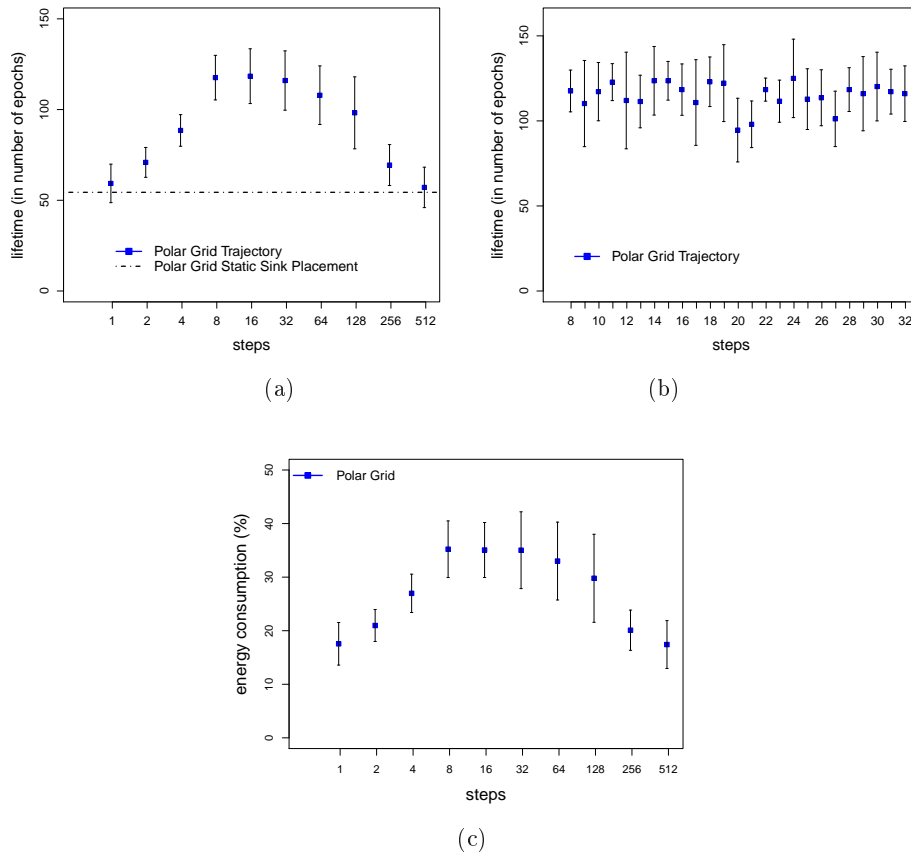 lifetime (in number of epochs)
150
100
50
0
Polar Grid Trajectory
Polar Grid Static Sink Placement
1 2 4 8 16 32 64 128 256 512
steps
(a)
lifetime (in number of epochs)
150
100
50
0
Polar Grid Trajectory
8 10 12 14 16 18 20 22 24 26 28 30 32
steps
(b)
energy consumption (%)
50
40
30
20
10
0
Polar Grid
1 2 4 8 16 32 64 128 256 512
steps
(c)